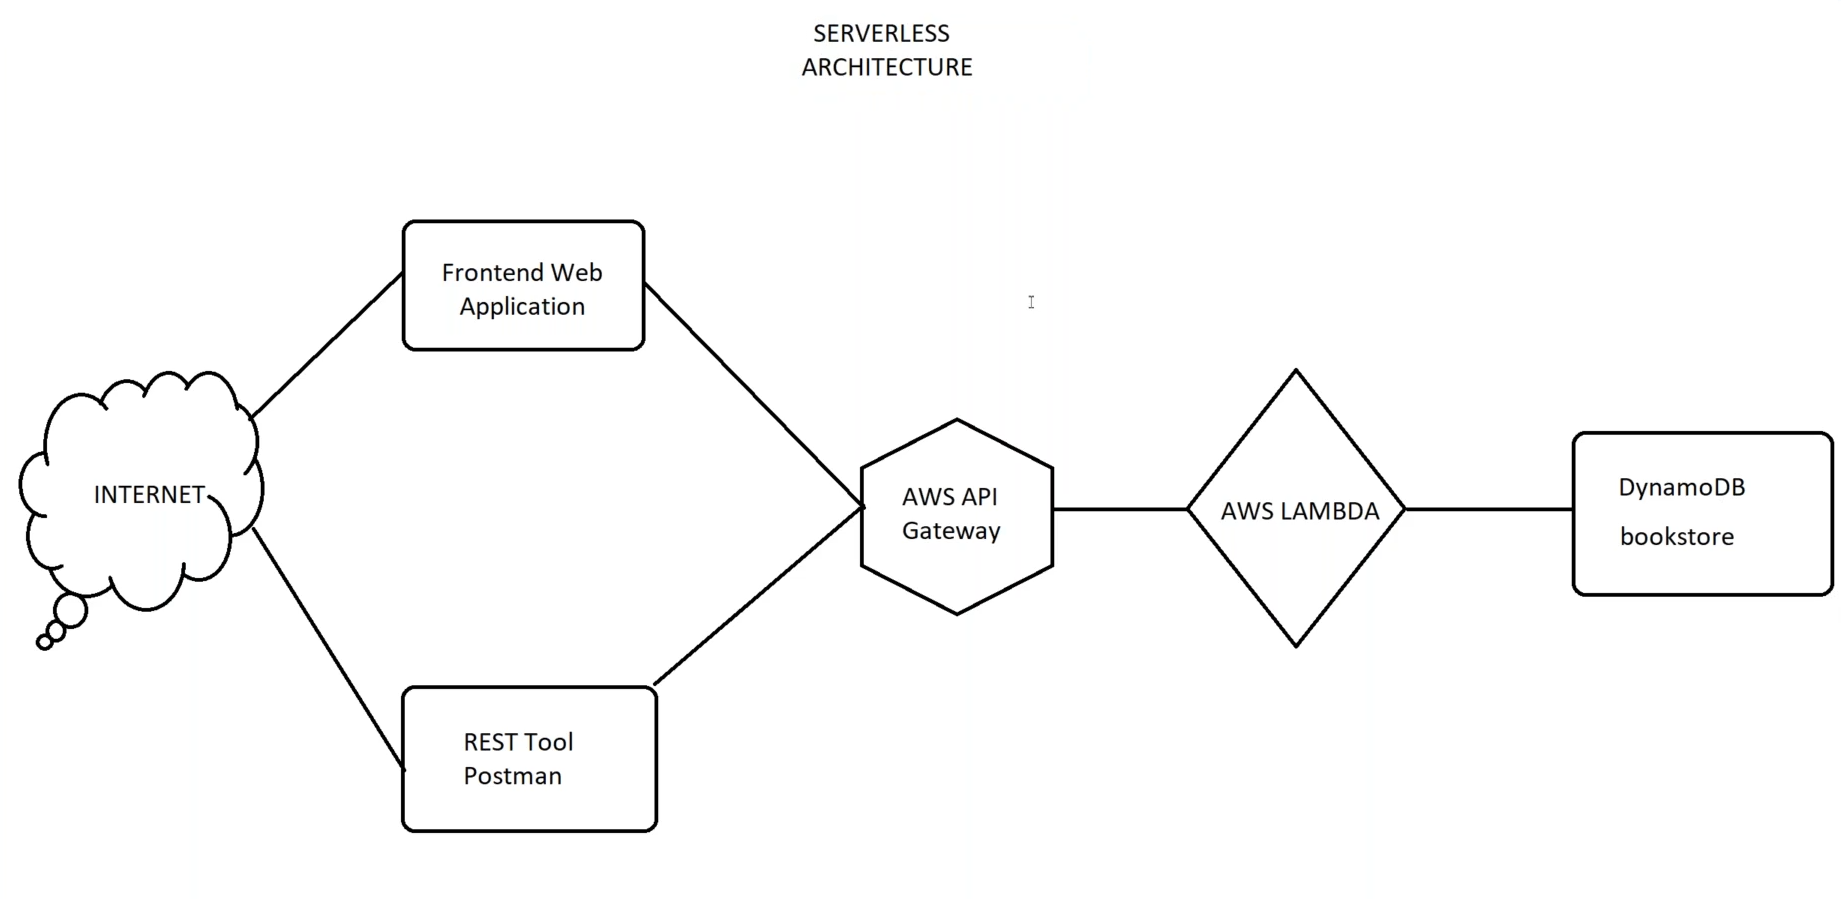 SERVERLESS
ARCHITECTURE
Frontend Web
Application
INTERNET
AWS API
Gateway
AWS LAMBDA
DynamoDB
bookstore
REST Tool
Postman